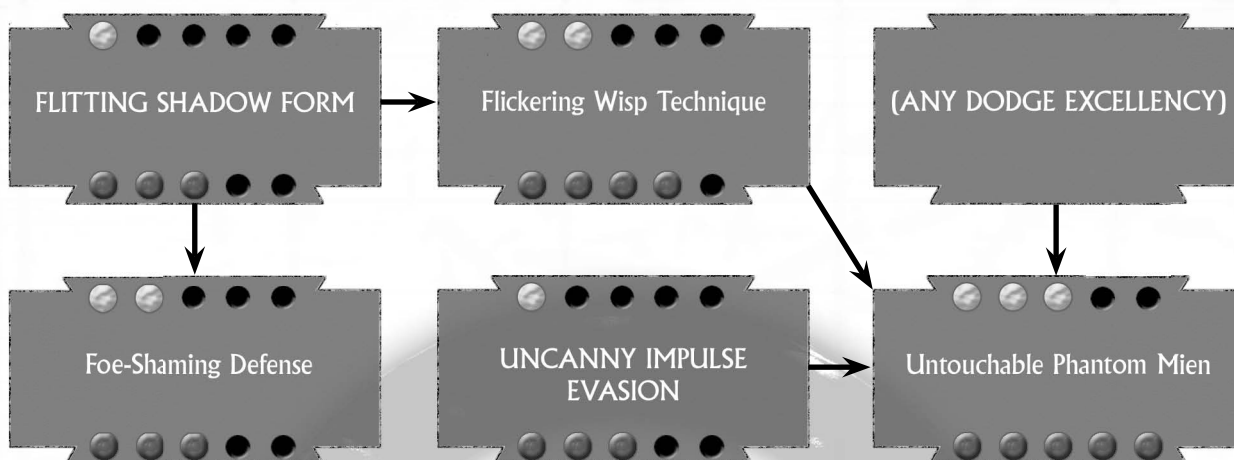 FLITTING SHADOW FORM
Flickering Wisp Technique
(ANY DODGE EXCELLENCY)
Foe-Shaming Defense
UNCANNY IMPULSE
EVASION
Untouchable Phantom Mien